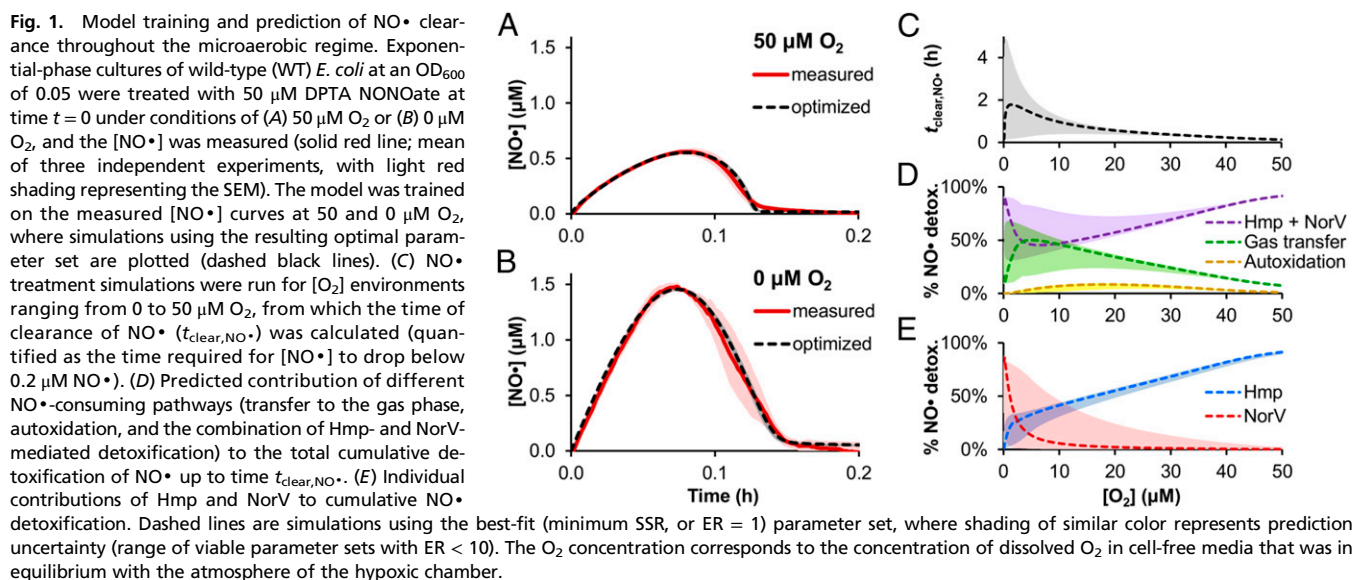 Fig. 1. Model training and prediction of NO• clear-
ance throughout the microaerobic regime. Exponen-
tial-phase cultures of wild-type (WT) E. coli at an OD600
of 0.05 were treated with 50 μM DPTA NONOate at
time t = 0 under conditions of (A) 50 μM O2 or (B) 0 μM
O2, and the [NO•] was measured (solid red line; mean
of three independent experiments, with light red
shading representing the SEM). The model was trained
on the measured [NO•] curves at 50 and 0 μM O2,
where simulations using the resulting optimal param-
eter set are plotted (dashed black lines). (C) NO•
treatment simulations were run for [O2] environments
ranging from 0 to 50 μM O2, from which the time of
clearance of NO• (tclear,NO•) was calculated (quan-
tified as the time required for [NO•] to drop below
0.2 μM NO•). (D) Predicted contribution of different
NO•-consuming pathways (transfer to the gas phase,
autoxidation, and the combination of Hmp- and NorV-
mediated detoxification) to the total cumulative de-
toxification of NO• up to time tclear,NO•. (E) Individual
contributions of Hmp and NorV to cumulative NO•
detoxification. Dashed lines are simulations using the best-fit (minimum SSR, or ER = 1) parameter set, where shading of similar color represents prediction
uncertainty (range of viable parameter sets with ER < 10). The O2 concentration corresponds to the concentration of dissolved O2 in cell-free media that was in
equilibrium with the atmosphere of the hypoxic chamber.
A
50 μM O2
measured
optimized
[NO•] (μM)
1.5
1.0
0.5
0.0
0.0 0.1 0.2
B
0 μM O2
measured
optimized
[NO•] (μM)
1.5
1.0
0.5
0.0
0.0 0.1 0.2
Time (h)
C
tclear,NO• (h)
4
2
0
0 10 20 30 40 50
D
% NO• detox.
100%
50%
0%
Hmp + NorV
Gas transfer
Autoxidation
0 10 20 30 40 50
E
% NO• detox.
100%
50%
0%
Hmp
NorV
0 10 20 30 40 50
[O2] (μM)